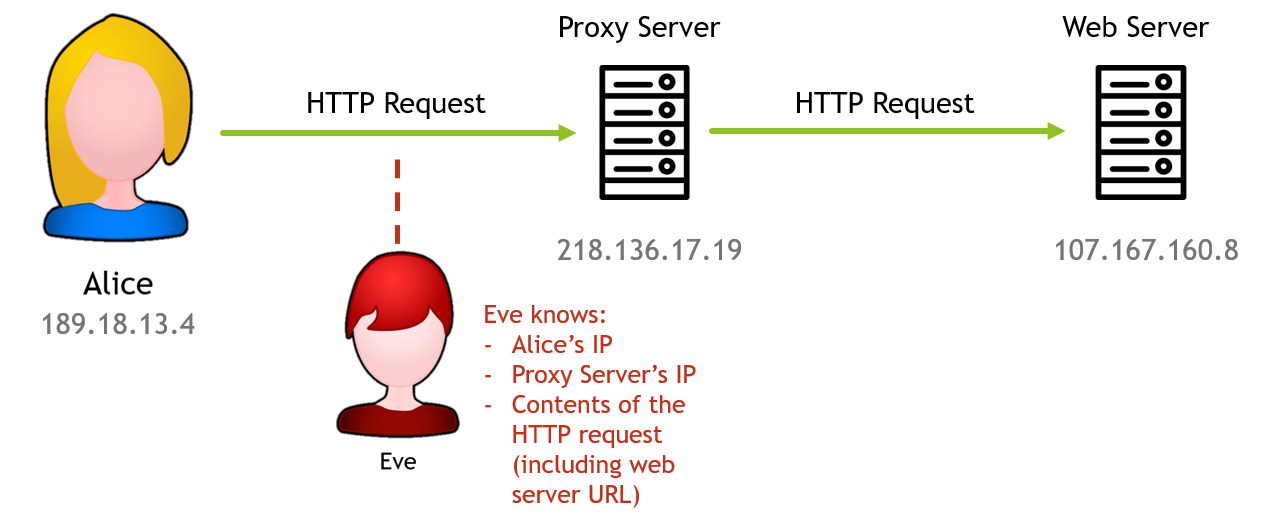 Proxy Server
Web Server
HTTP Request
HTTP Request
218.136.17.19
107.167.160.8
Alice
189.18.13.4
Eve knows:
- Alice’s IP
- Proxy Server’s IP
- Contents of the
HTTP request
(including web
server URL)
Eve